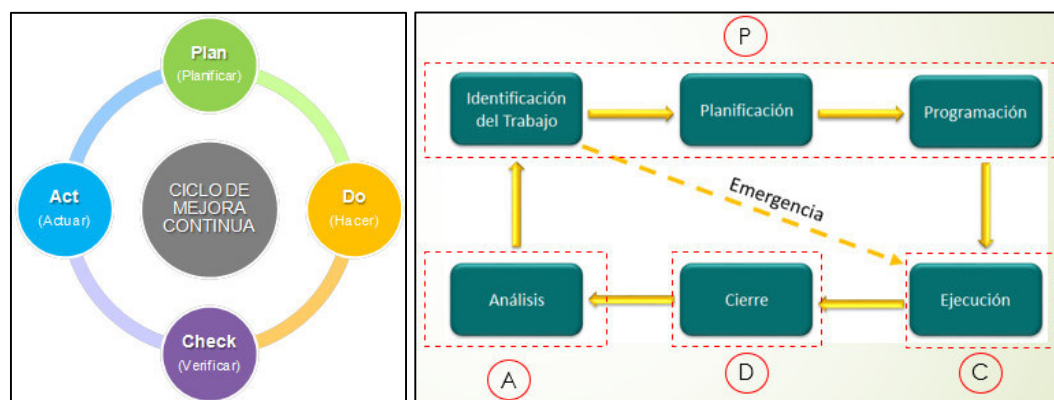 Plan
(Planificar)
Act
(Actuar)
CICLO DE
MEJORA
CONTINUA
Do
(Hacer)
Check
(Verificar)
P
Identificación
del Trabajo
Planificación
Programación
Emergencia
Análisis
Cierre
Ejecución
A
D
C